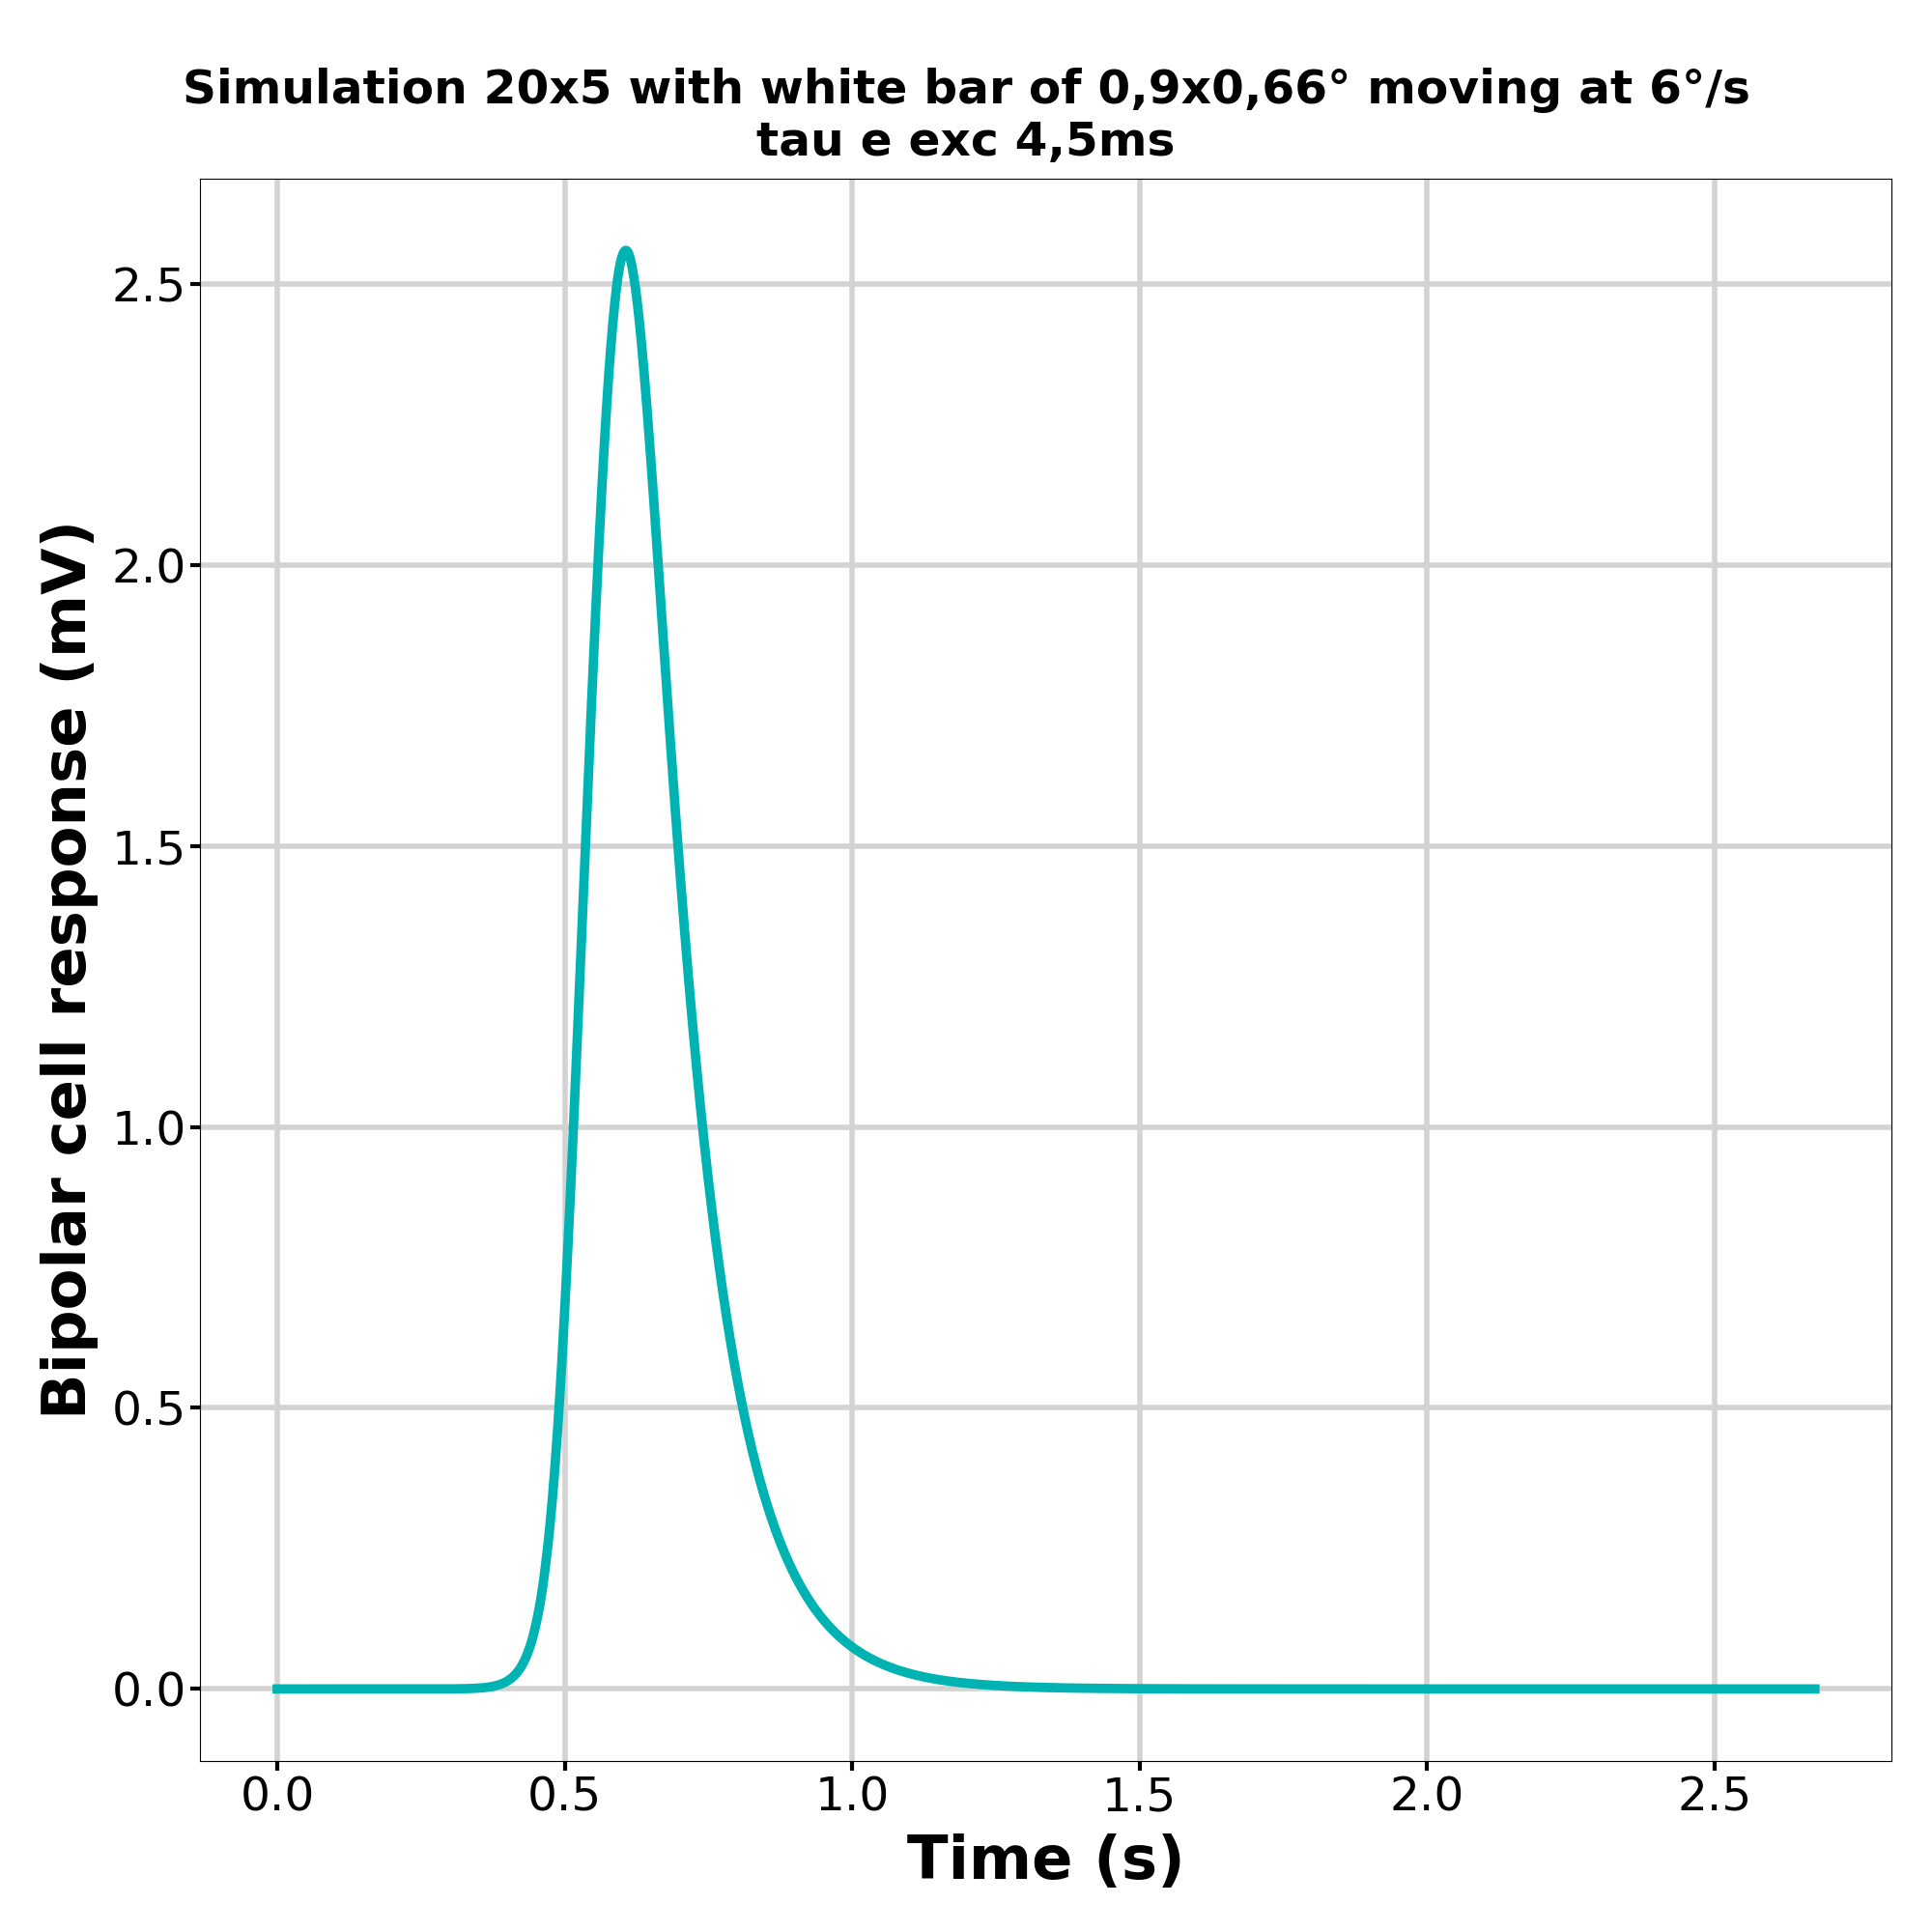 Simulation 20x5 with white bar of 0,9x0,66° moving at 6°/s
tau e exc 4,5ms
Bipolar cell response (mV)
2.5
2.0
1.5
1.0
0.5
0.0
0.0 0.5 1.0 1.5 2.0 2.5
Time (s)